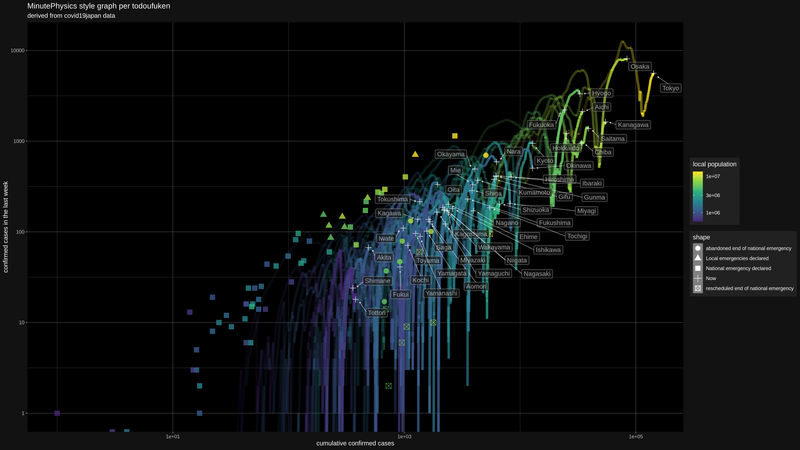 MinutePhysics style graph per todoufuken
derived from covid19japan data
confirmed cases in the last week
10000
1000
100
10
1
1e+01
1e+03
1e+05
cumulative confirmed cases
Osaka
Tokyo
Hyogo
Aichi
Fukuoka
Kanagawa
Saitama
Hokkaido
Chiba
Nara
Okayama
Kyoto
Okinawa
Mie
Hiroshima
Ibaraki
Oita
Shiga
Kumamoto
Gifu
Gunma
Tokushima
Kagawa
Shizuoka
Miyagi
Nagano
Fukushima
Iwate
Kagoshima
Ehime
Tochigi
Saga
Wakayama
Ishikawa
Akita
Toyama
Miyazaki
Niigata
Yamagata
Yamaguchi
Nagasaki
Shimane
Kochi
Aomori
Fukui
Yamanashi
Tottori
local population
1e+07
3e+06
1e+06
shape
abandoned end of national emergency
Local emergencies declared
National emergency declared
Now
rescheduled end of national emergency